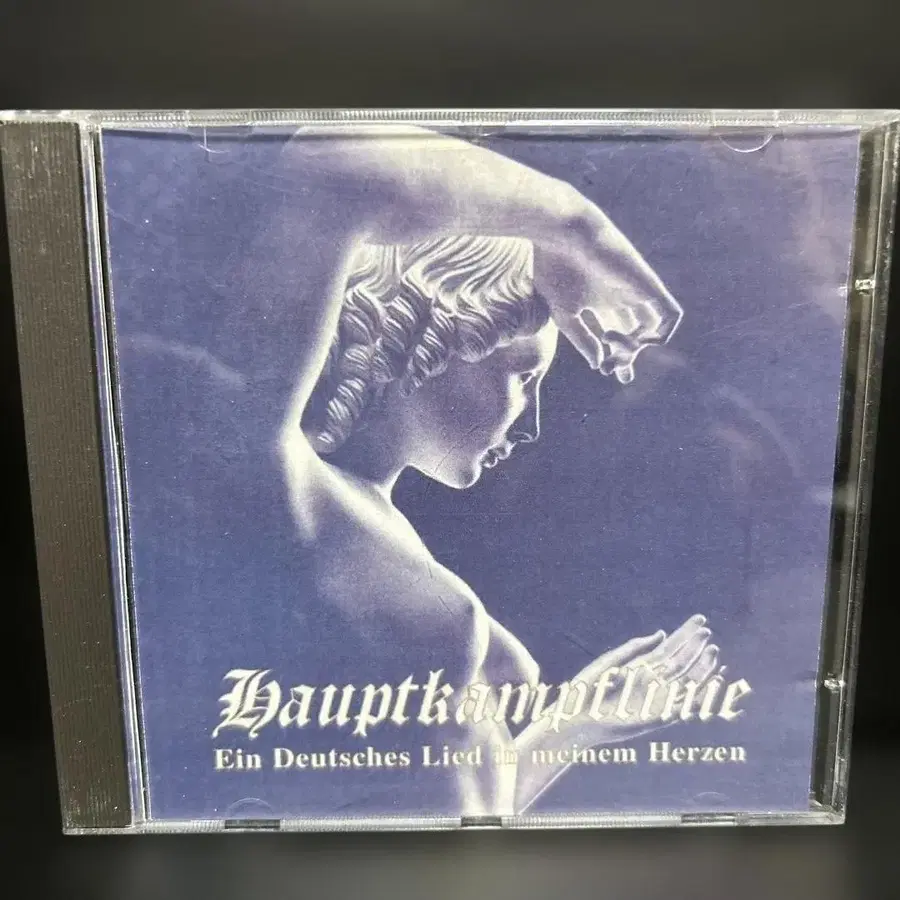 Hauptkampflinie
Ein Deutsches Lied in meinem Herzen